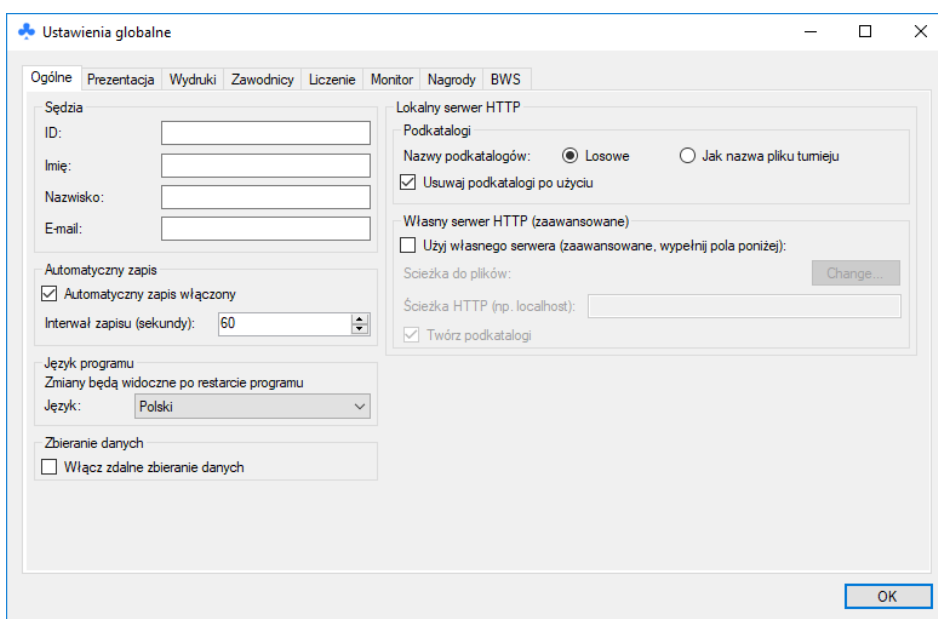 Ustawienia globalne
Ogólne Prezentacja Wydruki Zawodnicy Liczenie Monitor Nagrody BWS
Sędzia
ID:
Imię:
Nazwisko:
E-mail:
Automatyczny zapis
Automatyczny zapis włączony
Interwał zapisu (sekundy): 60
Język programu
Zmiany będą widoczne po restarcie programu
Język: Polski
Zbieranie danych
Włącz zdalne zbieranie danych
Lokalny serwer HTTP
Podkatalogi
Nazwy podkatalogów: Losowe Jak nazwa pliku turnieju
Usuwaj podkatalogi po użyciu
Własny serwer HTTP (zaawansowane)
Użyj własnego serwera (zaawansowane, wypełnij pola poniżej):
Scieżka do plików: Change...
Ścieżka HTTP (np. localhost):
Twórz podkatalogi
OK